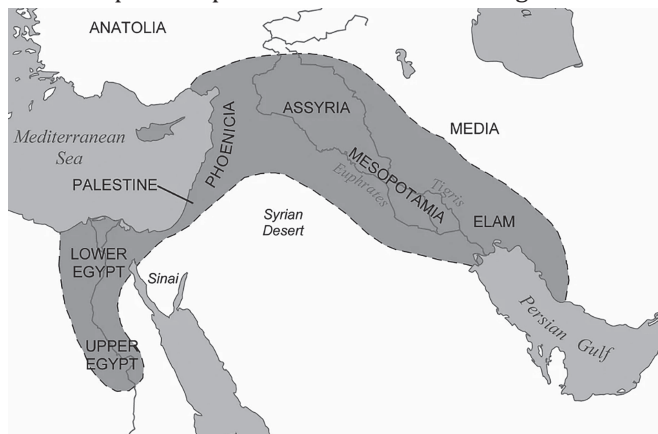 ANATOLIA
ASSYRIA
MEDIA
PHOENICIA
Mediterranean
Sea
MESOPOTAMIA
Tigris
Euphrates
PALESTINE
ELAM
Syrian
Desert
LOWER
EGYPT
Sinai
Persian Gulf
UPPER
EGYPT